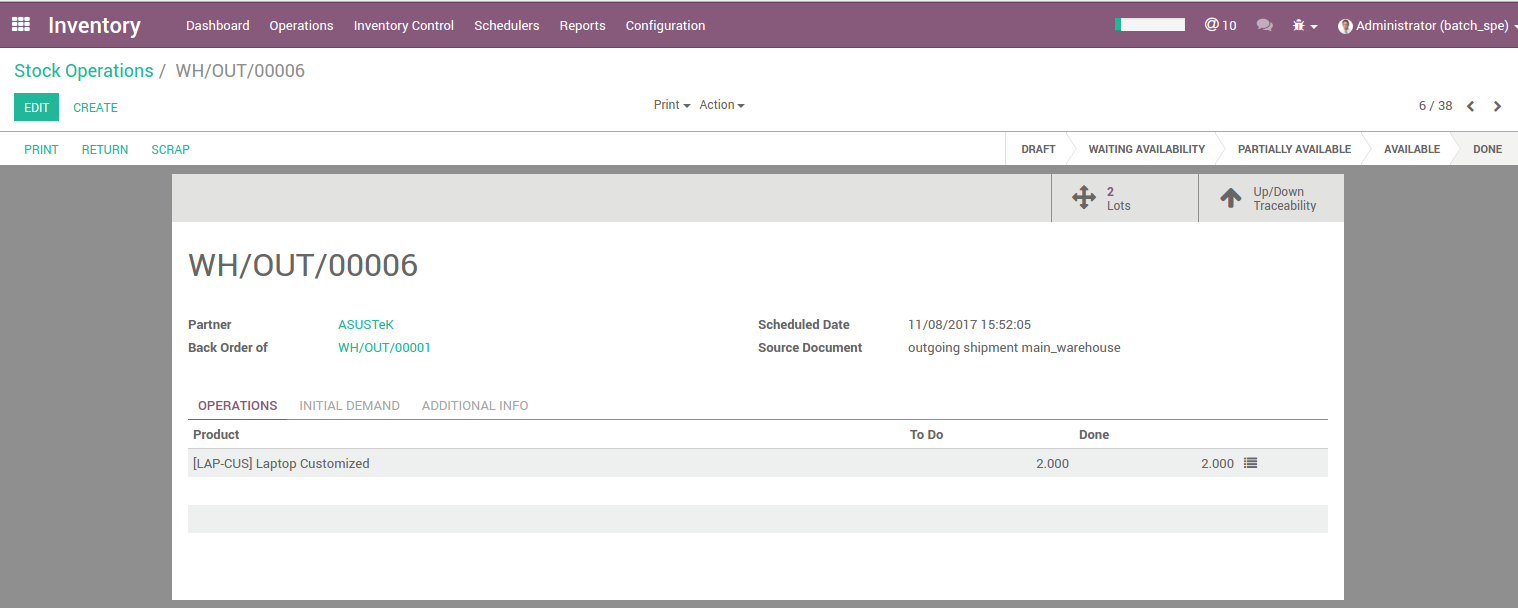 Inventory Dashboard Operations Inventory Control Schedulers Reports Configuration @ 10 Administrator (batch_spe)
Stock Operations / WH/OUT/00006
EDIT CREATE Print Action 6 / 38
PRINT RETURN SCRAP DRAFT WAITING AVAILABILITY PARTIALLY AVAILABLE AVAILABLE DONE
2 Up/Down
Lots Traceability
WH/OUT/00006
Partner ASUSTeK Scheduled Date 11/08/2017 15:52:05
Back Order of WH/OUT/00001 Source Document outgoing shipment main_warehouse
OPERATIONS INITIAL DEMAND ADDITIONAL INFO
Product To Do Done
[LAP-CUS] Laptop Customized 2.000 2.000